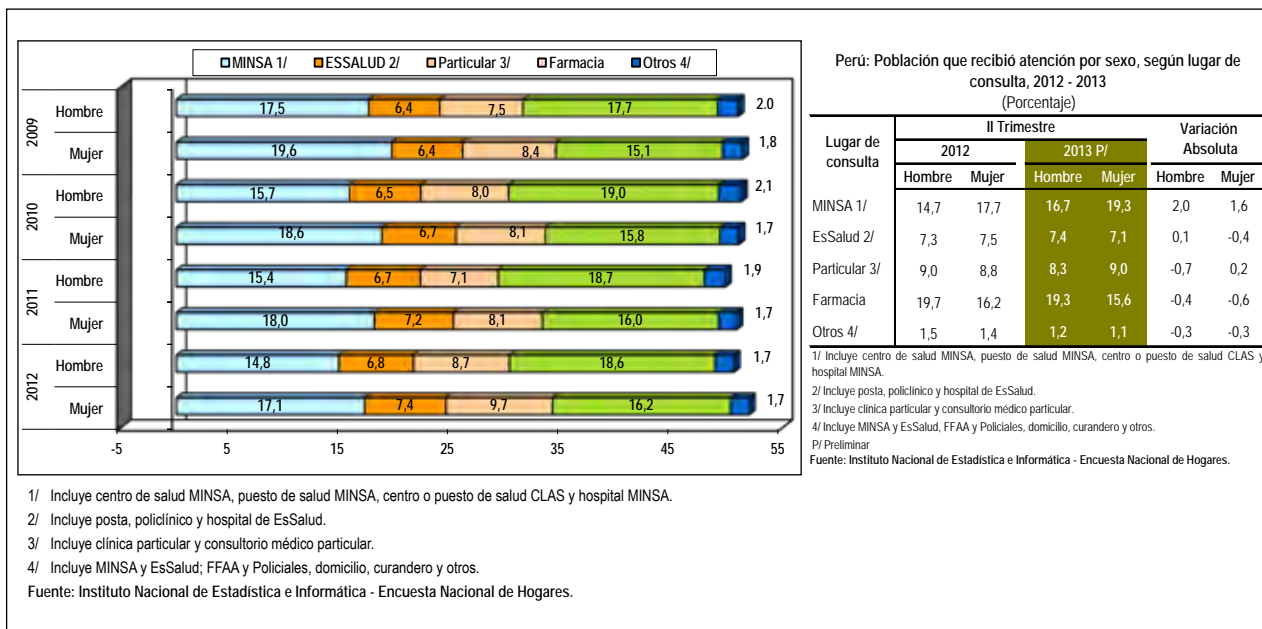 MINSA 1/ ESSALUD 2/ Particular 3/ Farmacia Otros 4/
2009
Hombre 17,5 6,4 7,5 17,7 2.0
Mujer 19,6 6,4 8,4 15,1 1,8
2010
Hombre 15,7 6,5 8,0 19,0 2,1
Mujer 18,6 6,7 8,1 15,8 1,7
2011
Hombre 15,4 6,7 7,1 18,7 1,9
Mujer 18,0 7,2 8,1 16,0 1,7
2012
Hombre 14,8 6,8 8,7 18,6 1,7
Mujer 17,1 7,4 9,7 16,2 1,7
-5 5 15 25 35 45 55
1/ Incluye centro de salud MINSA, puesto de salud MINSA, centro o puesto de salud CLAS y hospital MINSA.
2/ Incluye posta, policlínico y hospital de EsSalud.
3/ Incluye clínica particular y consultorio médico particular.
4/ Incluye MINSA y EsSalud; FFAA y Policiales, domicilio, curandero y otros.
Fuente: Instituto Nacional de Estadística e Informática - Encuesta Nacional de Hogares.
Perú: Población que recibió atención por sexo, según lugar de
consulta, 2012 - 2013
(Porcentaje)
Lugar de
consulta
II Trimestre
Variación
Absoluta
2012 2013 P/
Hombre Mujer Hombre Mujer Hombre Mujer
MINSA 1/ 14,7 17,7 16,7 19,3 2,0 1,6
EsSalud 2/ 7,3 7,5 7,4 7,1 0,1 -0,4
Particular 3/ 9,0 8,8 8,3 9,0 -0,7 0,2
Farmacia 19,7 16,2 19,3 15,6 -0,4 -0,6
Otros 4/ 1,5 1,4 1,2 1,1 -0,3 -0,3
1/ Incluye centro de salud MINSA, puesto de salud MINSA, centro o puesto de salud CLAS y
hospital MINSA.
2/ Incluye posta, policlínico y hospital de EsSalud.
3/ Incluye clínica particular y consultorio médico particular.
4/ Incluye MINSA y EsSalud, FFAA y Policiales, domicilio, curandero y otros.
P/ Preliminar
Fuente: Instituto Nacional de Estadística e Informática - Encuesta Nacional de Hogares.